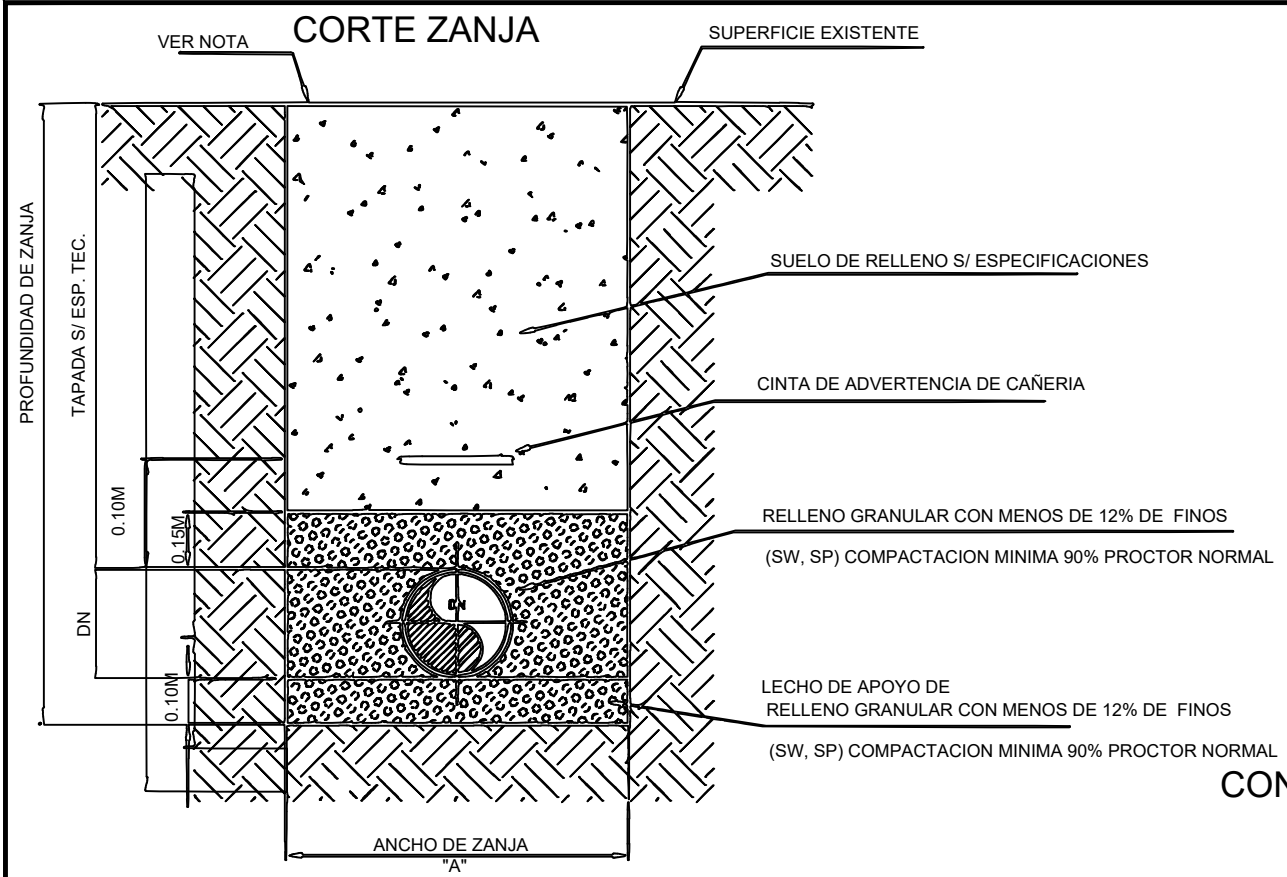 CORTE ZANJA
VER NOTA
SUPERFICIE EXISTENTE
PROFUNDIDAD DE ZANJA
TAPADA S/ ESP. TEC.
SUELO DE RELLENO S/ ESPECIFICACIONES
CINTA DE ADVERTENCIA DE CAÑERIA
0.10M
0.15M
RELLENO GRANULAR CON MENOS DE 12% DE FINOS
(SW, SP) COMPACTACION MINIMA 90% PROCTOR NORMAL
DN
0.10M
LECHO DE APOYO DE
RELLENO GRANULAR CON MENOS DE 12% DE FINOS
(SW, SP) COMPACTACION MINIMA 90% PROCTOR NORMAL
CON
ANCHO DE ZANJA
"A"